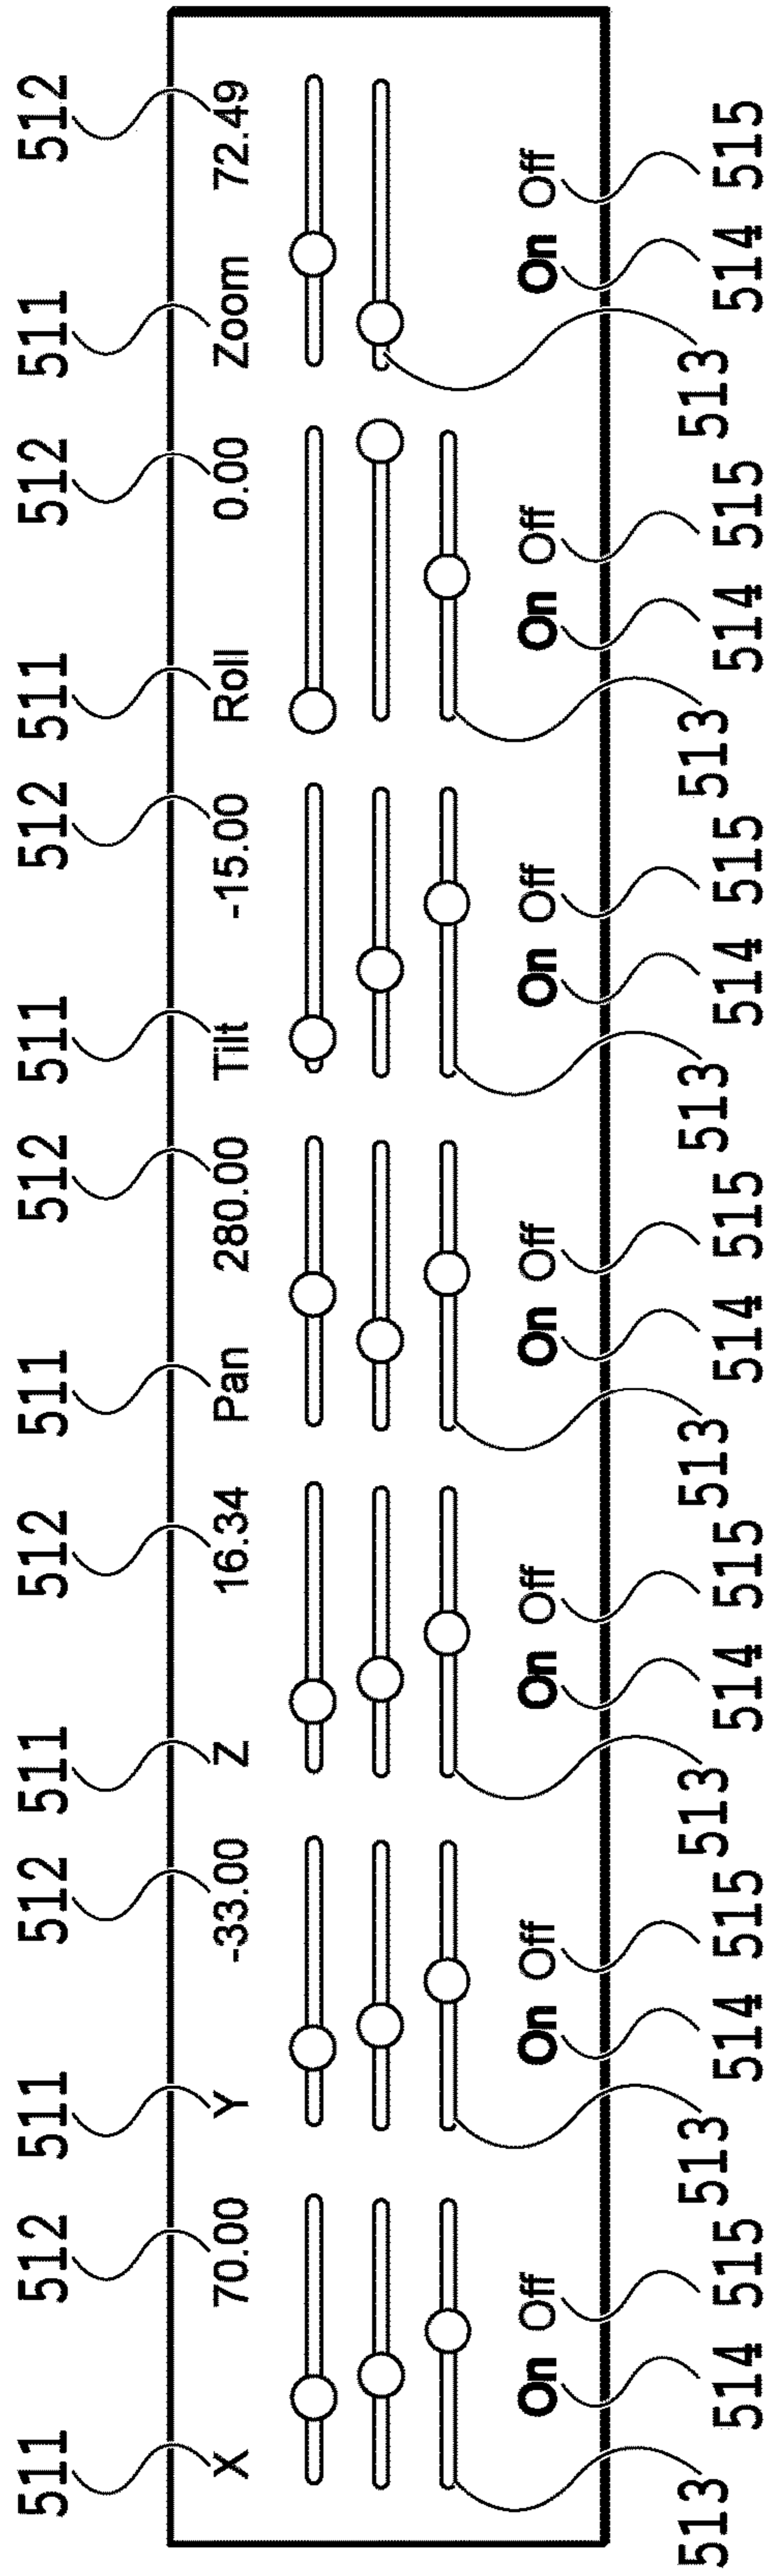 511 512 511 512 511 512 511 512 511 512 511 512 511 512
X 70.00 Y -33.00 Z 16.34 Pan 280.00 Tilt -15.00 Roll 0.00 Zoom 72.49
On Off On Off On Off On Off On Off On Off On Off
513 514 515 513 514 515 513 514 515 513 514 515 513 514 515 513 514 515 513 514 515